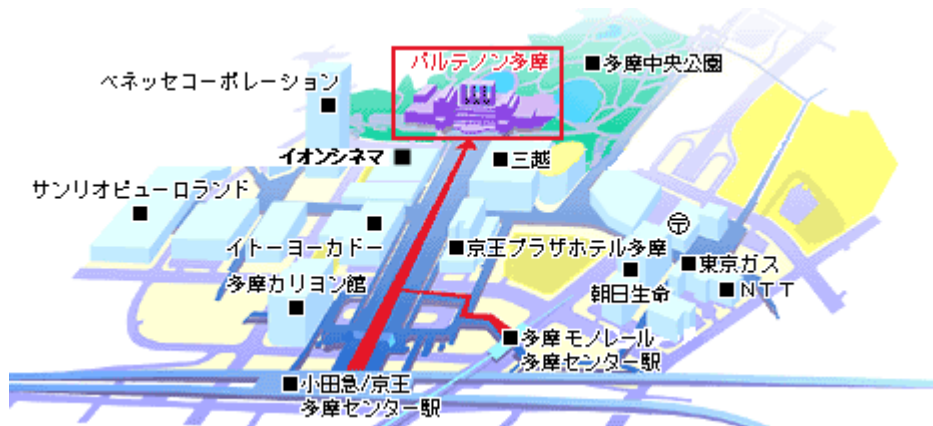 パルテノン多摩
■多摩中央公園
ベネッセコーポレーション
イオンシネマ ■
■三越
サンリオピューロランド
イトーヨーカドー
■京王プラザホテル多摩
〒
■東京ガス
多摩カリヨン館
朝日生命
■NTT
■多摩モノレール
多摩センター駅
■小田急/京王
多摩センター駅